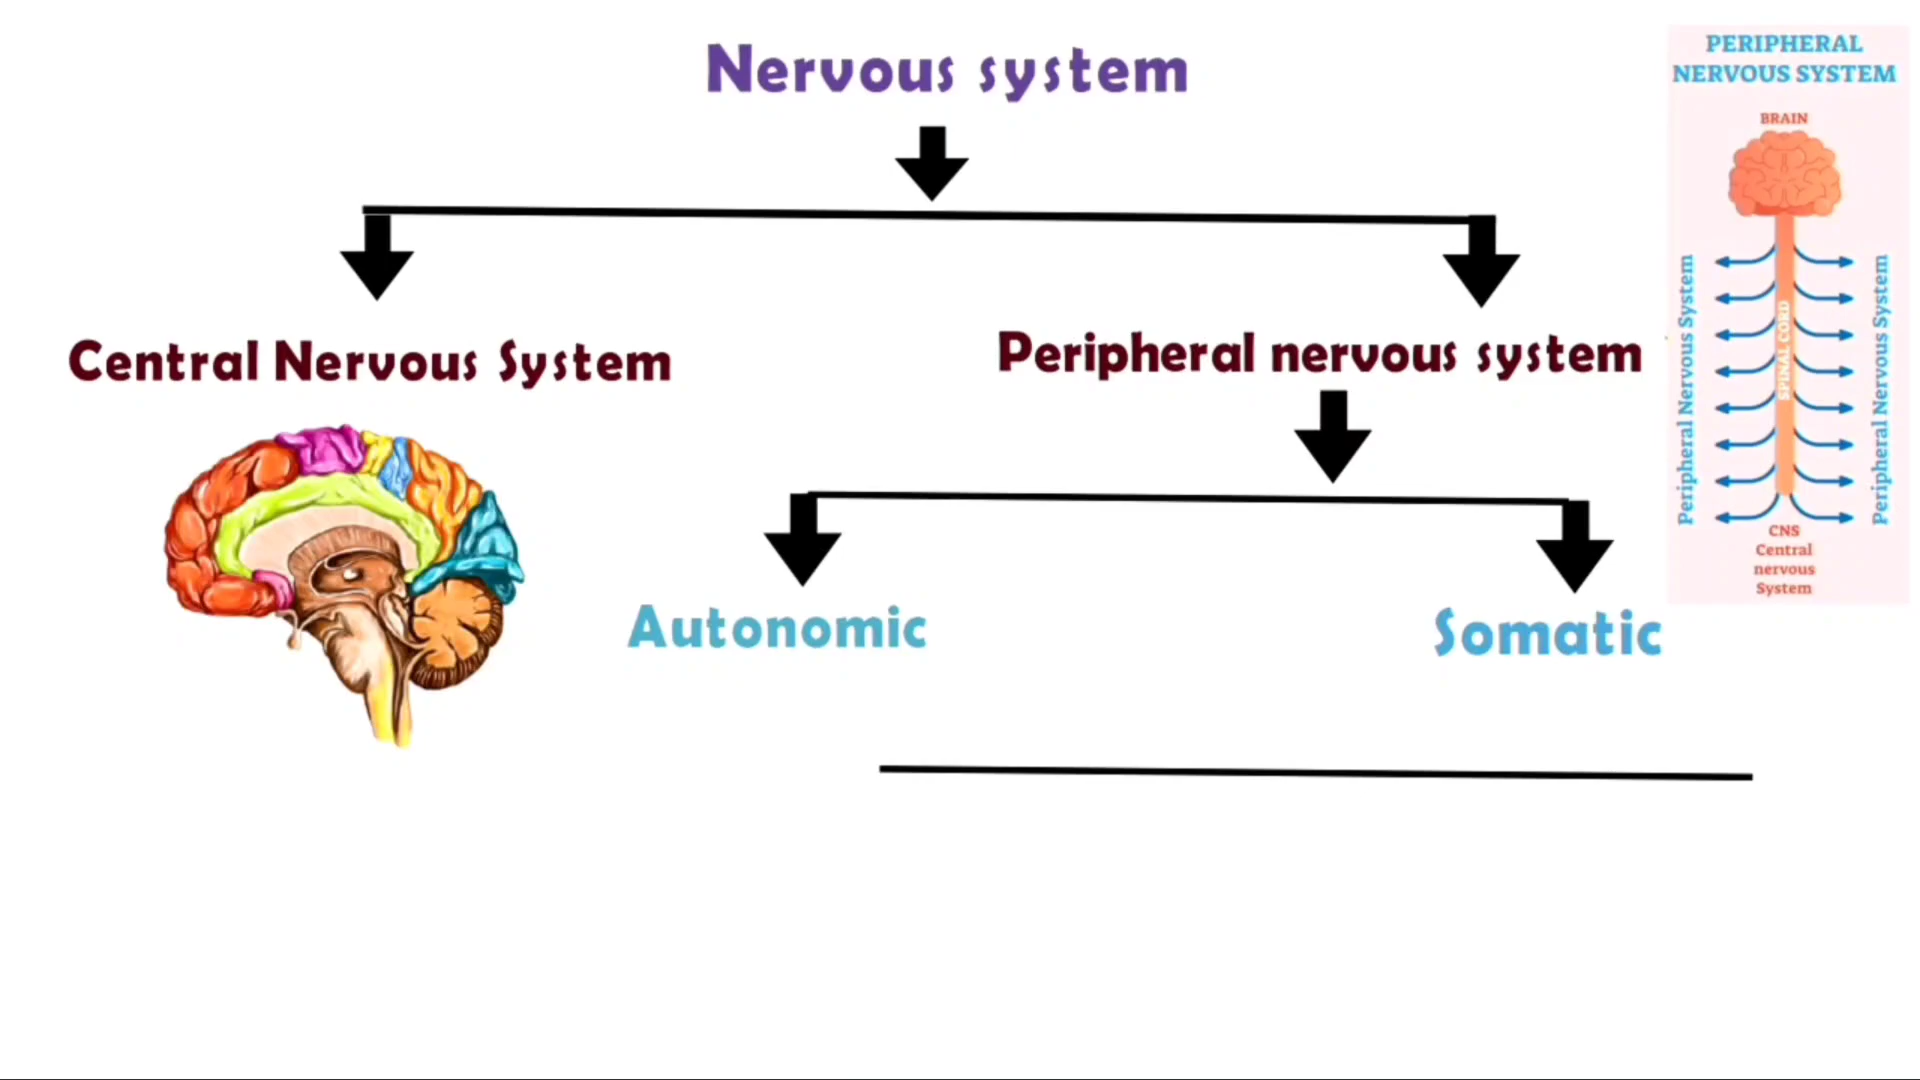 Nervous system
Central Nervous System
Peripheral nervous system
Autonomic
Somatic
PERIPHERAL
NERVOUS SYSTEM
BRAIN
Peripheral Nervous System
SPINAL CORD
Peripheral Nervous System
CNS
Central
nervous
System